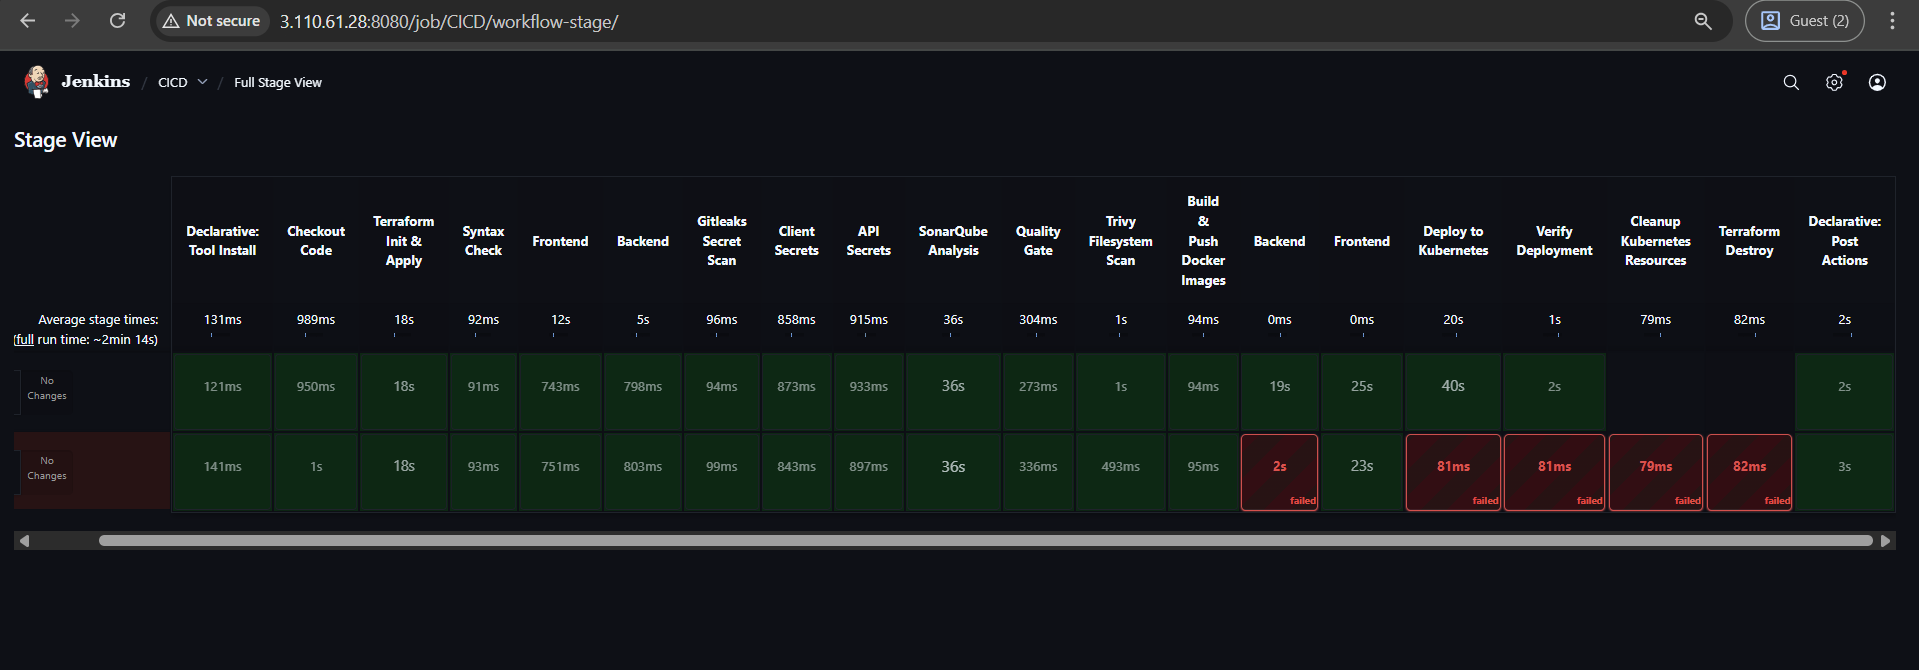 Not secure
3.110.61.28:8080/job/CICD/workflow-stage/
Guest (2)
Jenkins / CICD / Full Stage View
Stage View
Declarative: Tool Install
Checkout Code
Terraform Init & Apply
Syntax Check
Frontend
Backend
Gitleaks Secret Scan
Client Secrets
API Secrets
SonarQube Analysis
Quality Gate
Trivy Filesystem Scan
Build & Push Docker Images
Backend
Frontend
Deploy to Kubernetes
Verify Deployment
Cleanup Kubernetes Resources
Terraform Destroy
Declarative: Post Actions
Average stage times:
(full run time: ~2min 14s)
131ms 989ms 18s 92ms 12s 5s 96ms 858ms 915ms 36s 304ms 1s 94ms 0ms 0ms 20s 1s 79ms 82ms 2s
No Changes
121ms 950ms 18s 91ms 743ms 798ms 94ms 873ms 933ms 36s 273ms 1s 94ms 19s 25s 40s 2s 2s
No Changes
141ms 1s 18s 93ms 751ms 803ms 99ms 843ms 897ms 36s 336ms 493ms 95ms 2s 23s 81ms 81ms 79ms 82ms 3s
failed failed failed failed failed